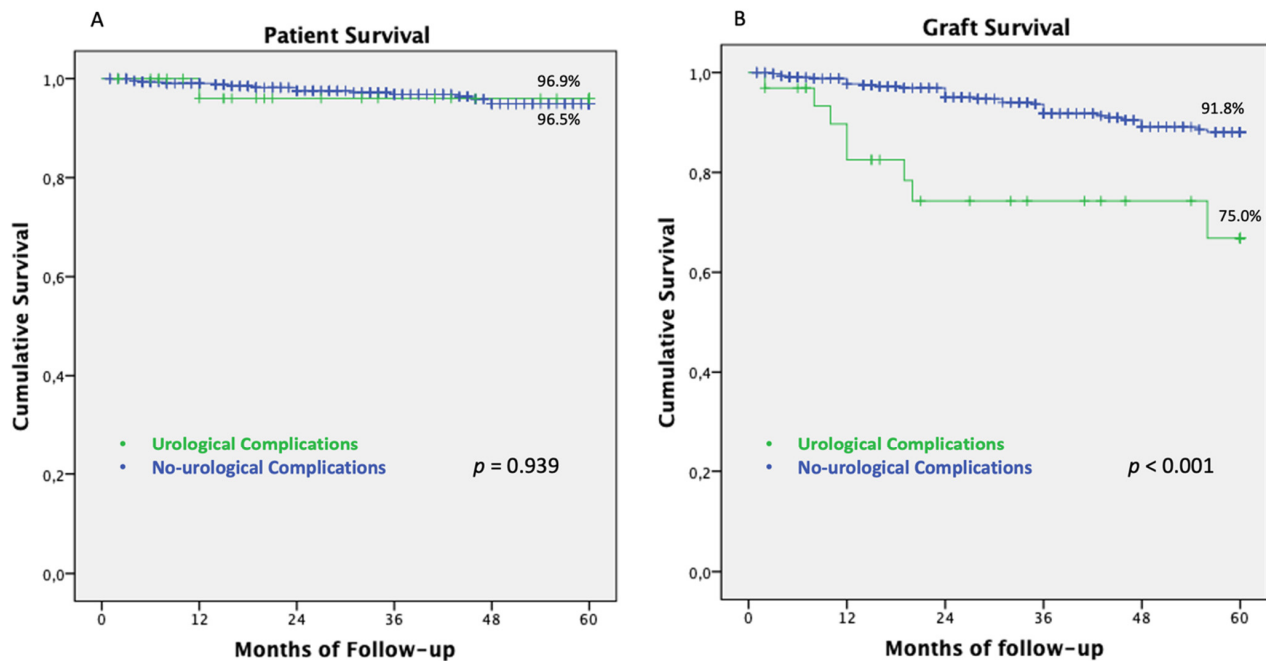 A
Patient Survival
1,0
0,8
0,6
0,4
0,2
0,0
Cumulative Survival
96.9%
96.5%
Urological Complications
No-urological Complications
p = 0.939
0 12 24 36 48 60
Months of Follow-up
B
Graft Survival
1,0
0,8
0,6
0,4
0,2
0,0
Cumulative Survival
91.8%
75.0%
Urological Complications
No-urological Complications
p < 0.001
0 12 24 36 48 60
Months of follow-up